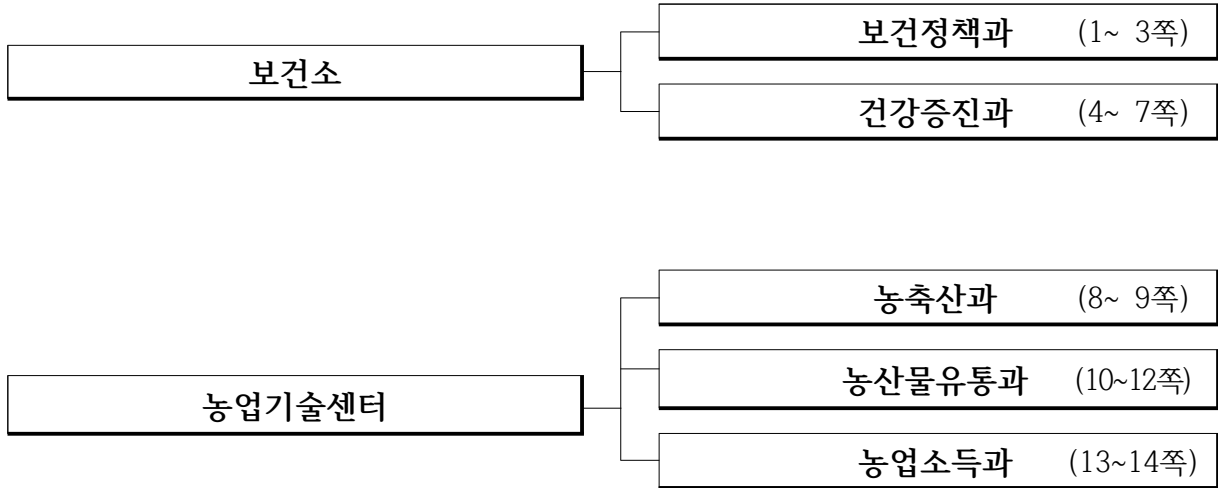 보건정책과 (1~ 3쪽)
보건소
건강증진과 (4~ 7쪽)
농축산과 (8~ 9쪽)
농산물유통과 (10~12쪽)
농업기술센터
농업소득과 (13~14쪽)